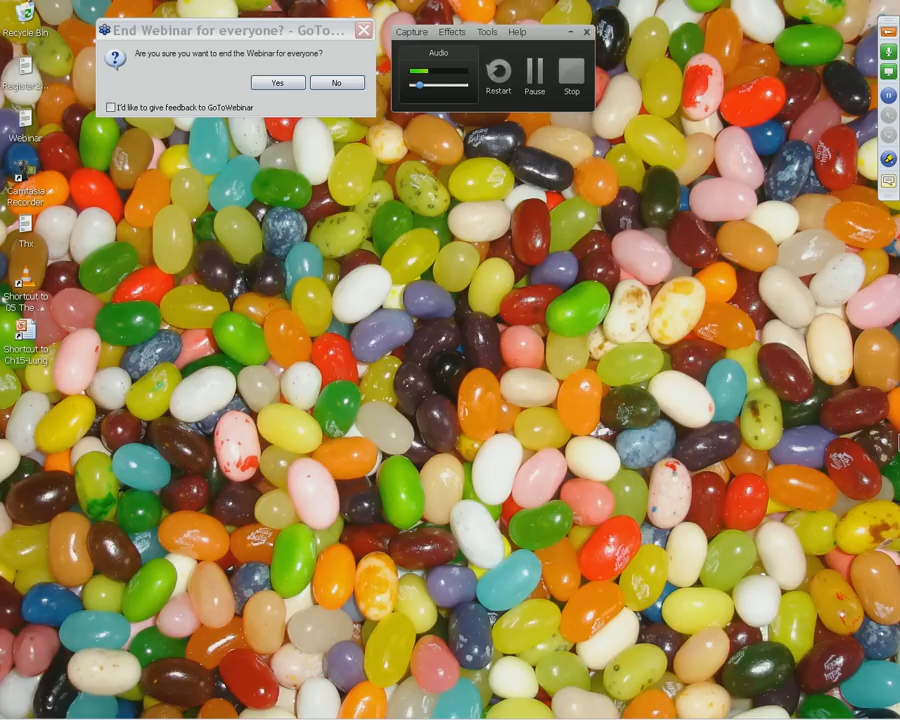 Recycle Bin
Register2...
Webinar
Camtasia
Recorder
Thx
Shortcut to
05 The ...
Shortcut to
Ch15-Lung
End Webinar for everyone? - GoTo...
Are you sure you want to end the Webinar for everyone?
Yes
No
I'd like to give feedback to GoToWebinar
Capture
Effects
Tools
Help
Audio
Restart
Pause
Stop